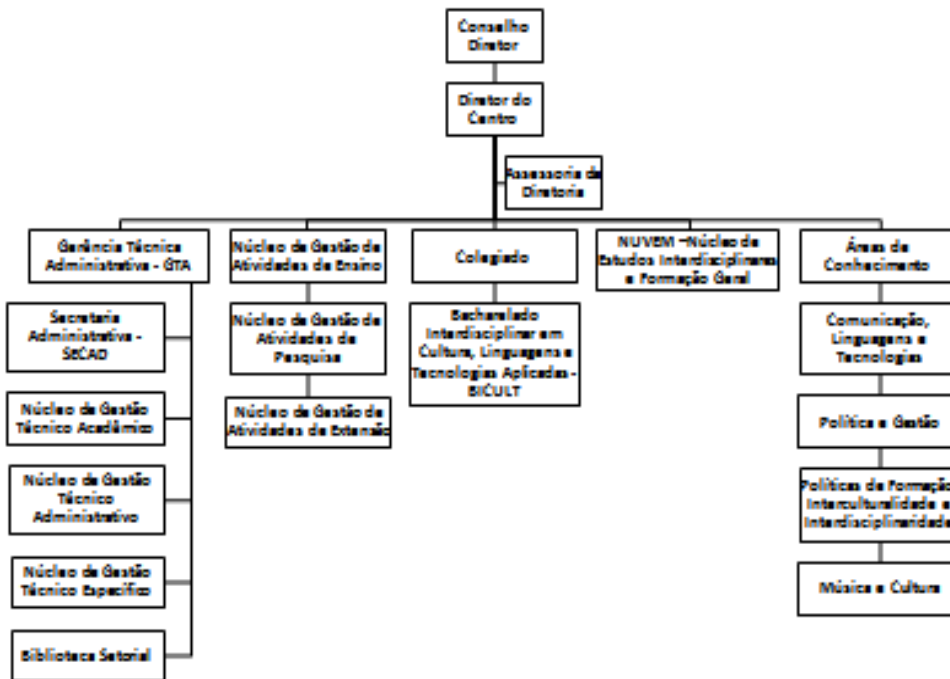 Conselho
Diretor
Diretor do
Centro
Assessoria da
Diretoria
Gerência Técnica
Administrativa - GTA
Núcleo de Gestão de
Atividades de Ensino
Colegiado
NUVEM –Núcleo de
Estudos Interdisciplinares
e Formação Geral
Áreas de
Conhecimento
Secretaria
Administrativa -
SECAD
Núcleo de Gestão
Técnico Acadêmico
Núcleo de Gestão
Técnico
Administrativo
Núcleo de Gestão
Técnico Específico
Biblioteca Setorial
Núcleo de Gestão de
Atividades de
Pesquisa
Núcleo de Gestão de
Atividades de Extensão
Bacharelado
Interdisciplinar em
Cultura, Linguagens e
Tecnologias Aplicadas -
BICULT
Comunicação,
Linguagens e
Tecnologias
Política e Gestão
Políticas de Formação,
Interculturalidade e
Interdisciplinaridade
Música e Cultura